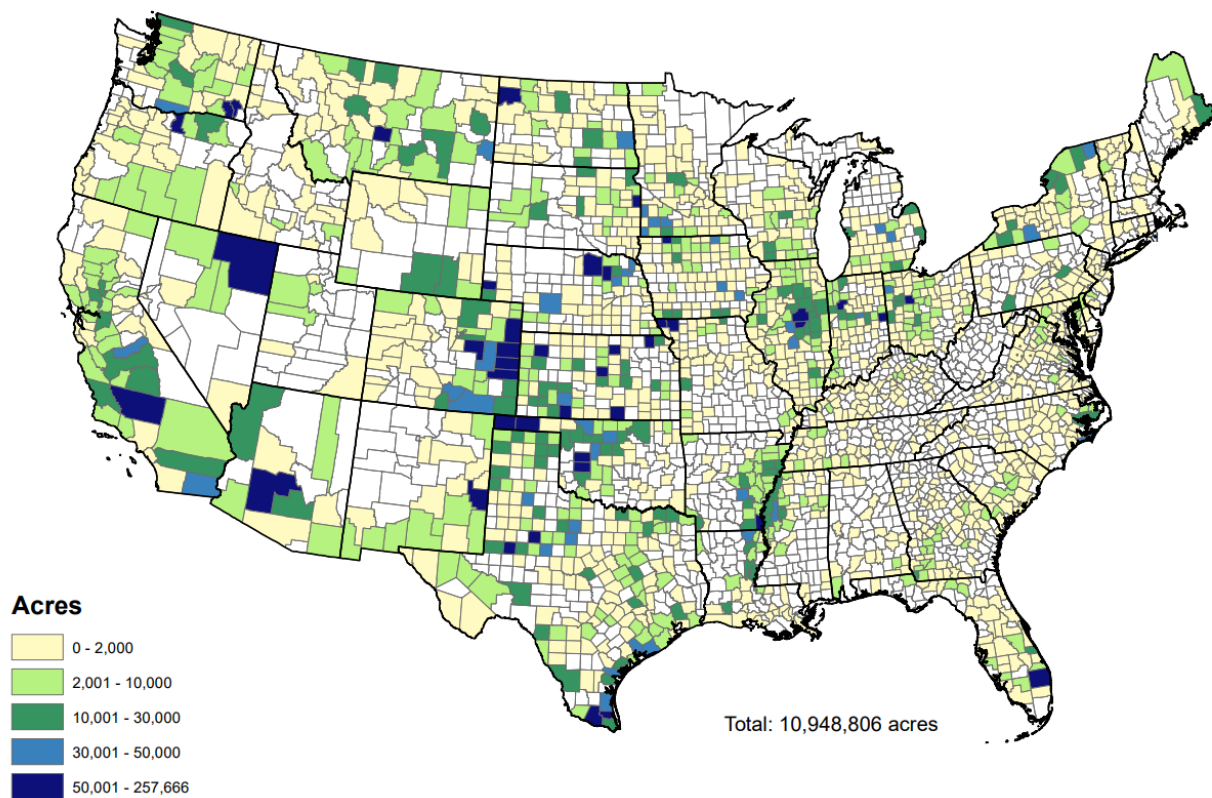 Acres
0 - 2,000
2,001 - 10,000
10,001 - 30,000
30,001 - 50,000
50,001 - 257,666
Total: 10,948,806 acres